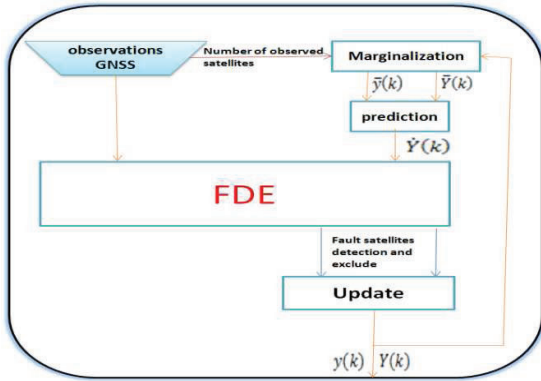 observations
GNSS
Number of observed
satellites
Marginalization
ȳ(k) Ȳ(k)
prediction
Ẏ(k)
FDE
Fault satellites
detection and
exclude
Update
y(k) Y(k)